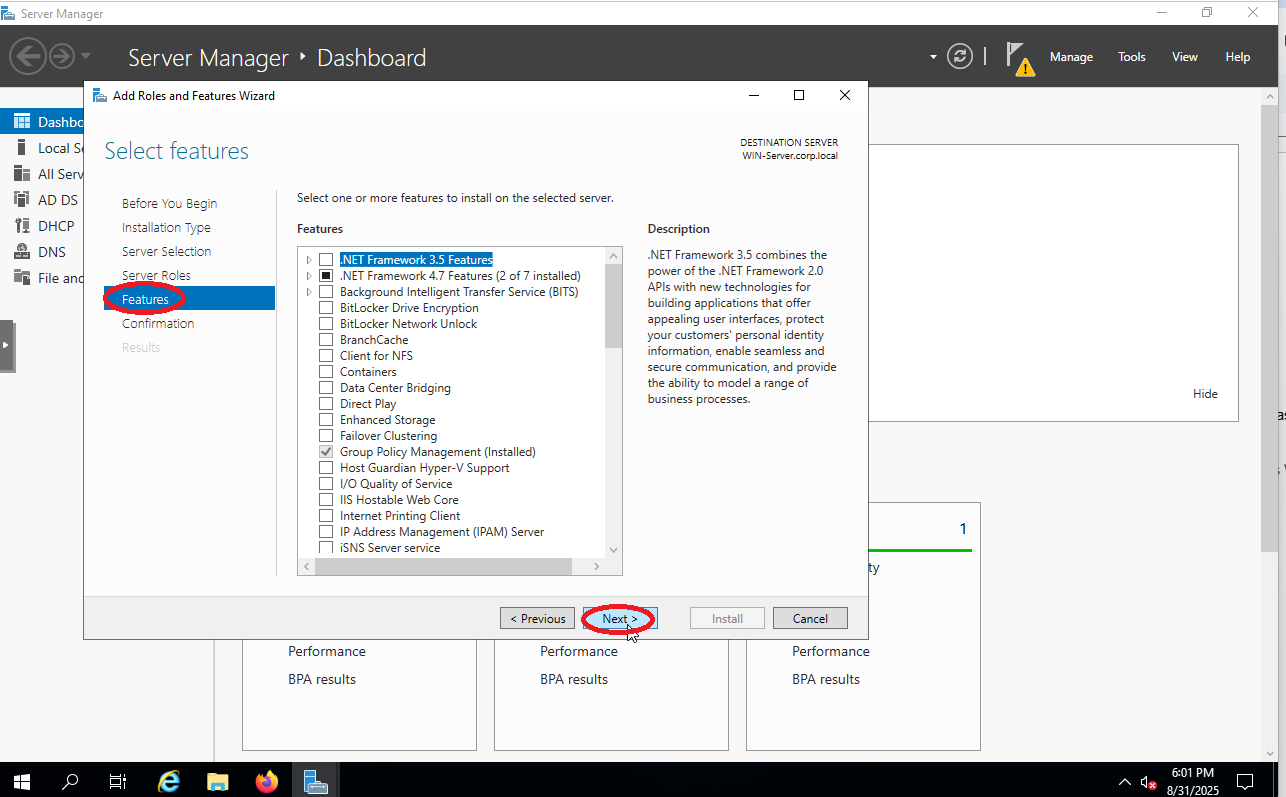 Server Manager
Server Manager ‣ Dashboard
Manage Tools View Help
Add Roles and Features Wizard
Dashbo
Local Se
All Serv
AD DS
DHCP
DNS
File and
Select features
DESTINATION SERVER
WIN-Server.corp.local
Before You Begin
Installation Type
Server Selection
Server Roles
Features
Confirmation
Results
Select one or more features to install on the selected server.
Features
.NET Framework 3.5 Features
.NET Framework 4.7 Features (2 of 7 installed)
Background Intelligent Transfer Service (BITS)
BitLocker Drive Encryption
BitLocker Network Unlock
BranchCache
Client for NFS
Containers
Data Center Bridging
Direct Play
Enhanced Storage
Failover Clustering
Group Policy Management (Installed)
Host Guardian Hyper-V Support
I/O Quality of Service
IIS Hostable Web Core
Internet Printing Client
IP Address Management (IPAM) Server
iSNS Server service
Description
.NET Framework 3.5 combines the
power of the .NET Framework 2.0
APIs with new technologies for
building applications that offer
appealing user interfaces, protect
your customers' personal identity
information, enable seamless and
secure communication, and provide
the ability to model a range of
business processes.
Hide
1
ty
< Previous Next > Install Cancel
Performance Performance Performance
BPA results BPA results BPA results
6:01 PM
8/31/2025